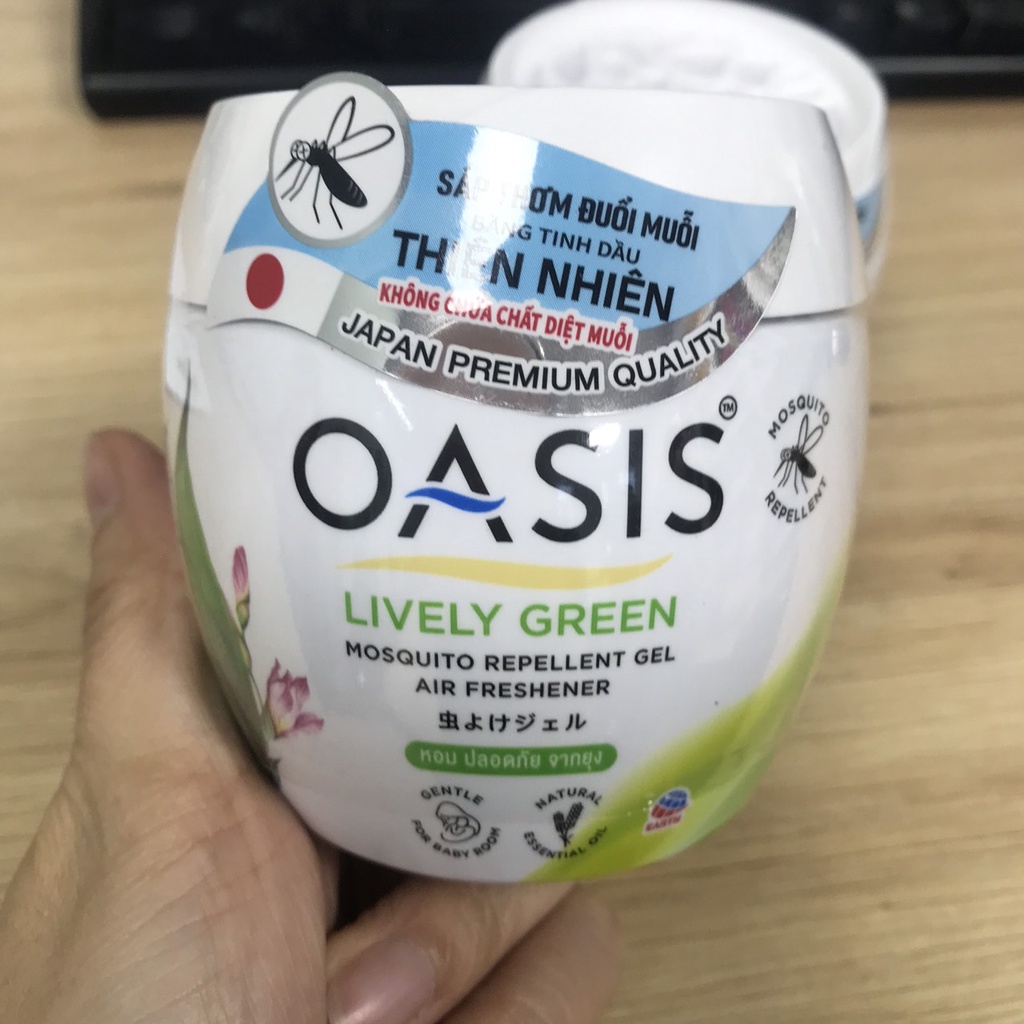 SÁP THƠM ĐUỔI MUỖI
BẰNG TINH DẦU
THIÊN NHIÊN
KHÔNG CHỨA CHẤT DIỆT MUỖI
JAPAN PREMIUM QUALITY
OASIS™
MOSQUITO
REPELLENT
LIVELY GREEN
MOSQUITO REPELLENT GEL
AIR FRESHENER
虫よけジェル
หอม ปลอดภัย จากยุง
GENTLE
FOR BABY ROOM
NATURAL
ESSENTIAL OIL
EARTH